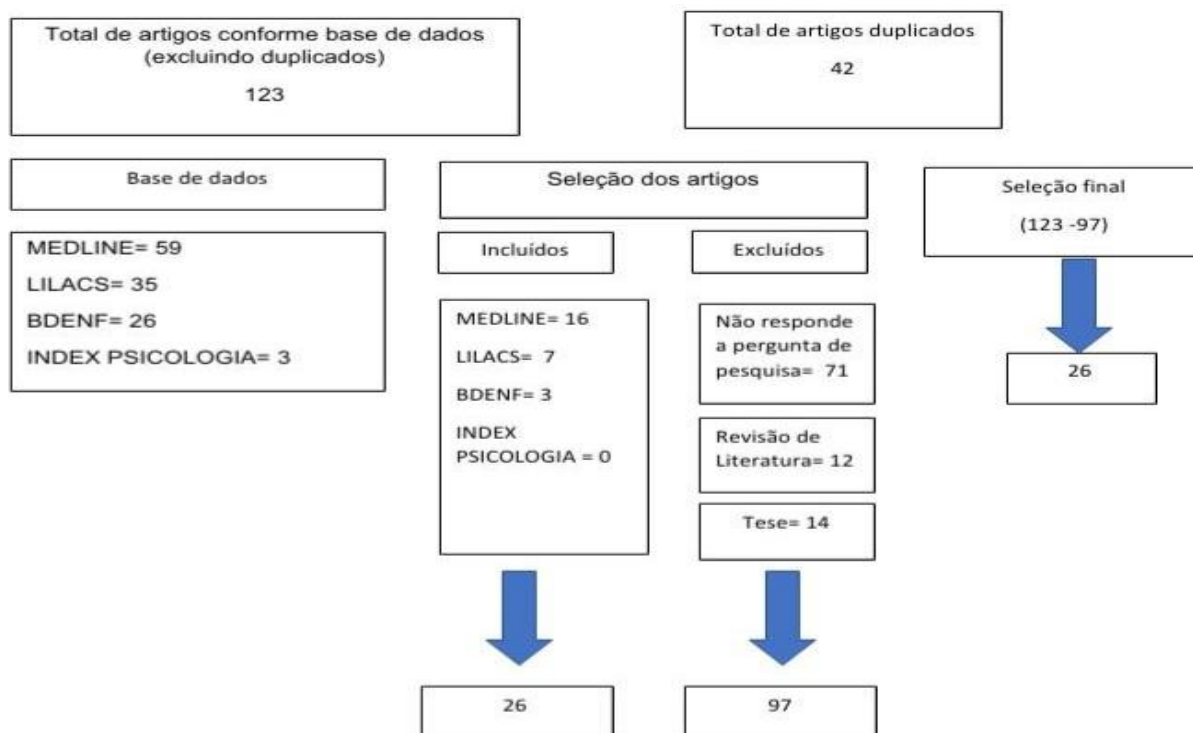 Total de artigos conforme base de dados
(excluindo duplicados)
123
Total de artigos duplicados
42
Base de dados
MEDLINE= 59
LILACS= 35
BDENF= 26
INDEX PSICOLOGIA= 3
Seleção dos artigos
Incluídos
MEDLINE= 16
LILACS= 7
BDENF= 3
INDEX
PSICOLOGIA = 0
26
Excluídos
Não responde
a pergunta de
pesquisa= 71
Revisão de
Literatura= 12
Tese= 14
97
Seleção final
(123 -97)
26